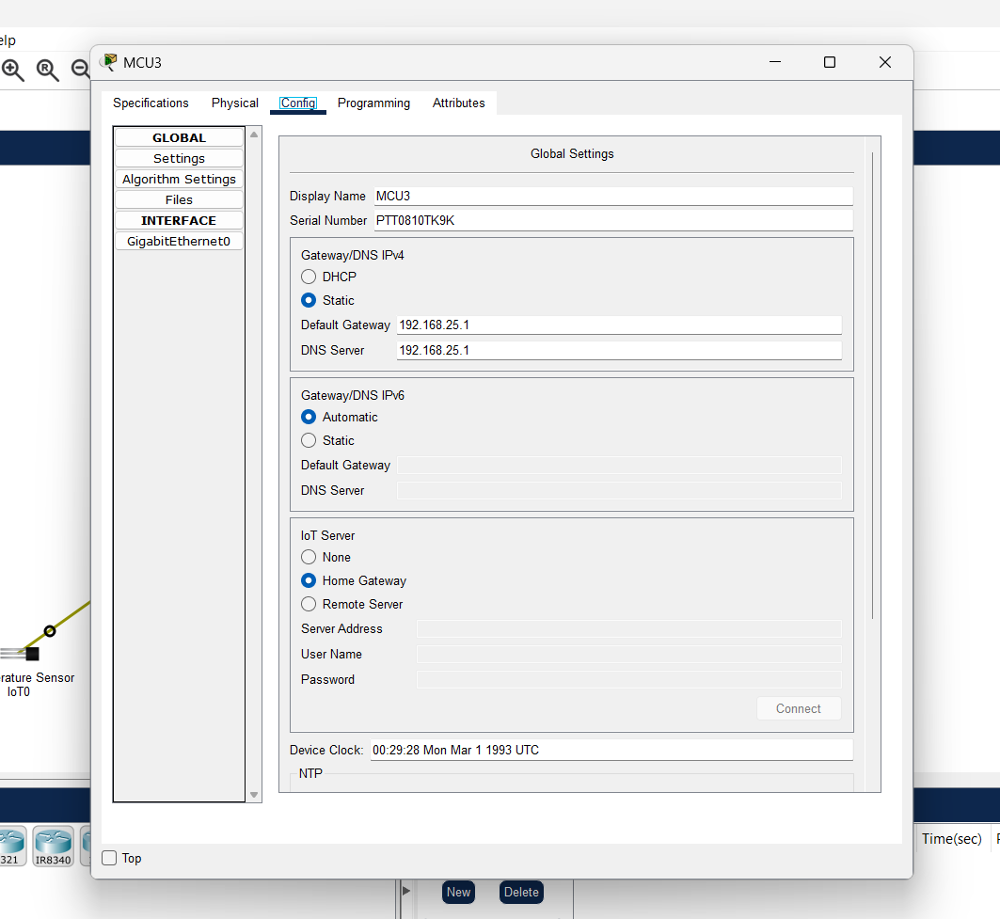 elp
MCU3
Specifications Physical Config Programming Attributes
GLOBAL
Settings
Algorithm Settings
Files
INTERFACE
GigabitEthernet0
Global Settings
Display Name MCU3
Serial Number PTT0810TK9K
Gateway/DNS IPv4
DHCP
Static
Default Gateway 192.168.25.1
DNS Server 192.168.25.1
Gateway/DNS IPv6
Automatic
Static
Default Gateway
DNS Server
IoT Server
None
Home Gateway
Remote Server
Server Address
User Name
Password
Connect
Device Clock: 00:29:28 Mon Mar 1 1993 UTC
NTP
Top
R
erature Sensor
IoT0
321 IR8340
Time(sec)
New Delete